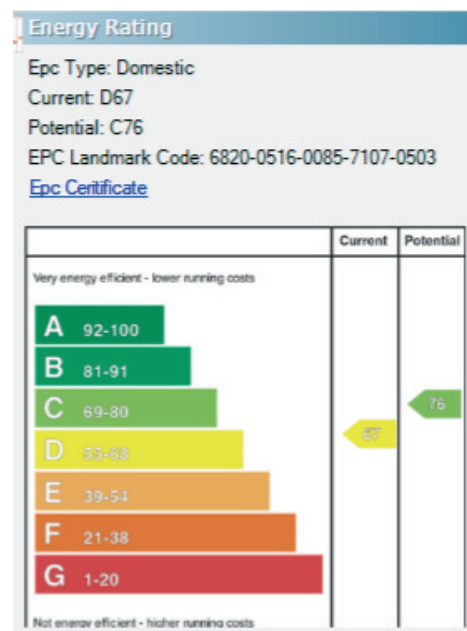 Energy Rating
Epc Type: Domestic
Current: D67
Potential: C76
EPC Landmark Code: 6820-0516-0085-7107-0503
Epc Ceritificate
Current Potential
Very energy efficient - lower running costs
A 92-100
B 81-91
C 69-80
76
D 55-68
67
E 39-54
F 21-38
G 1-20
Not energy efficient - higher running costs